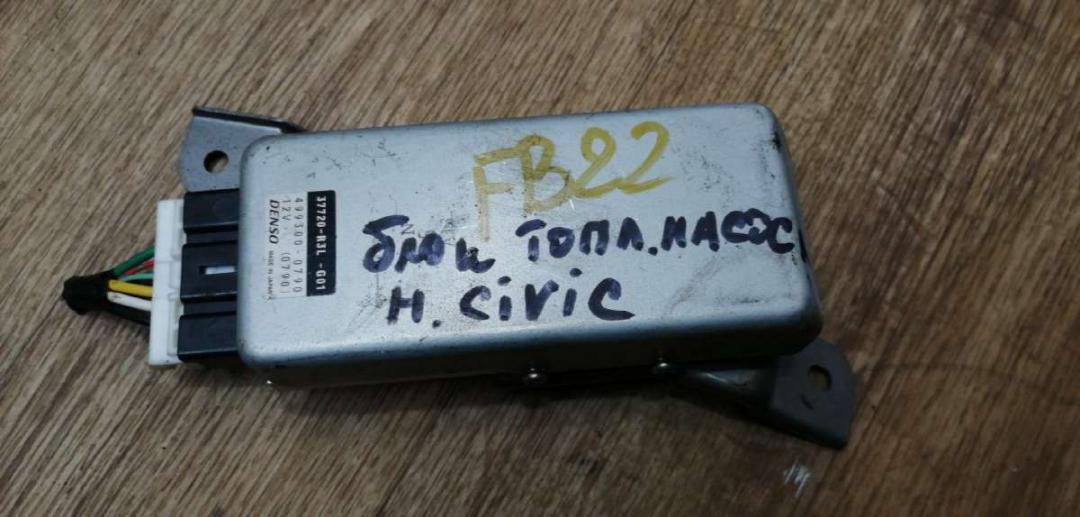 FB22
блок топл.насос
н. civic
37720-R3L -G01
499300-0790
12V. (0790)
DENSO MADE IN JAPAN